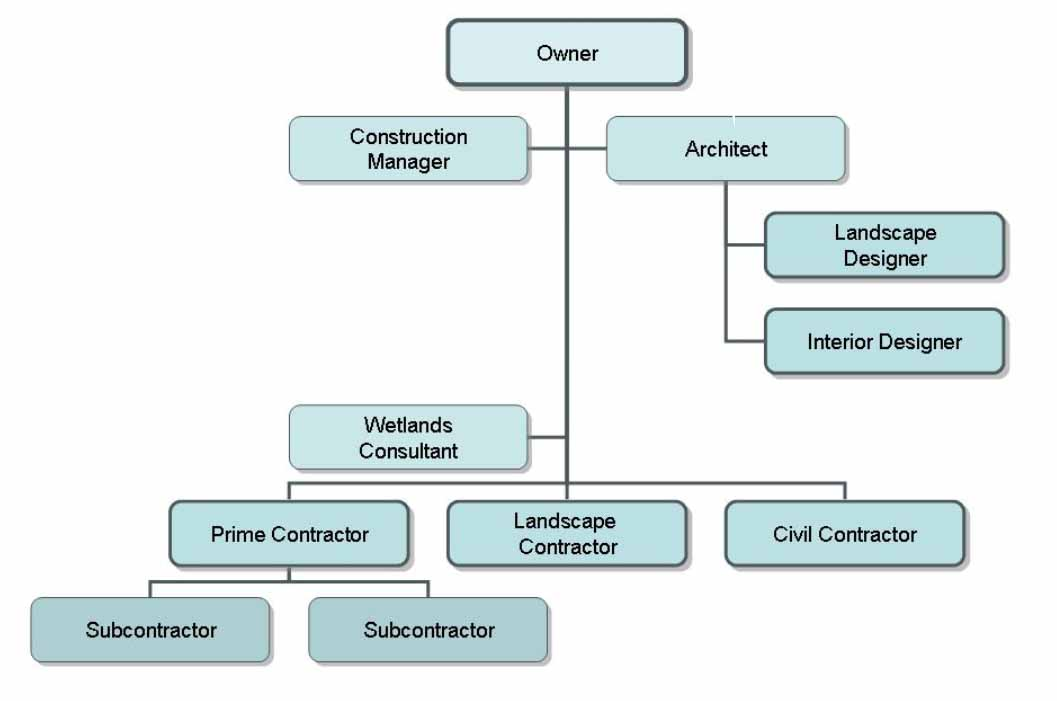 Owner
Construction
Manager
Architect
Landscape
Designer
Interior Designer
Wetlands
Consultant
Prime Contractor
Landscape
Contractor
Civil Contractor
Subcontractor
Subcontractor